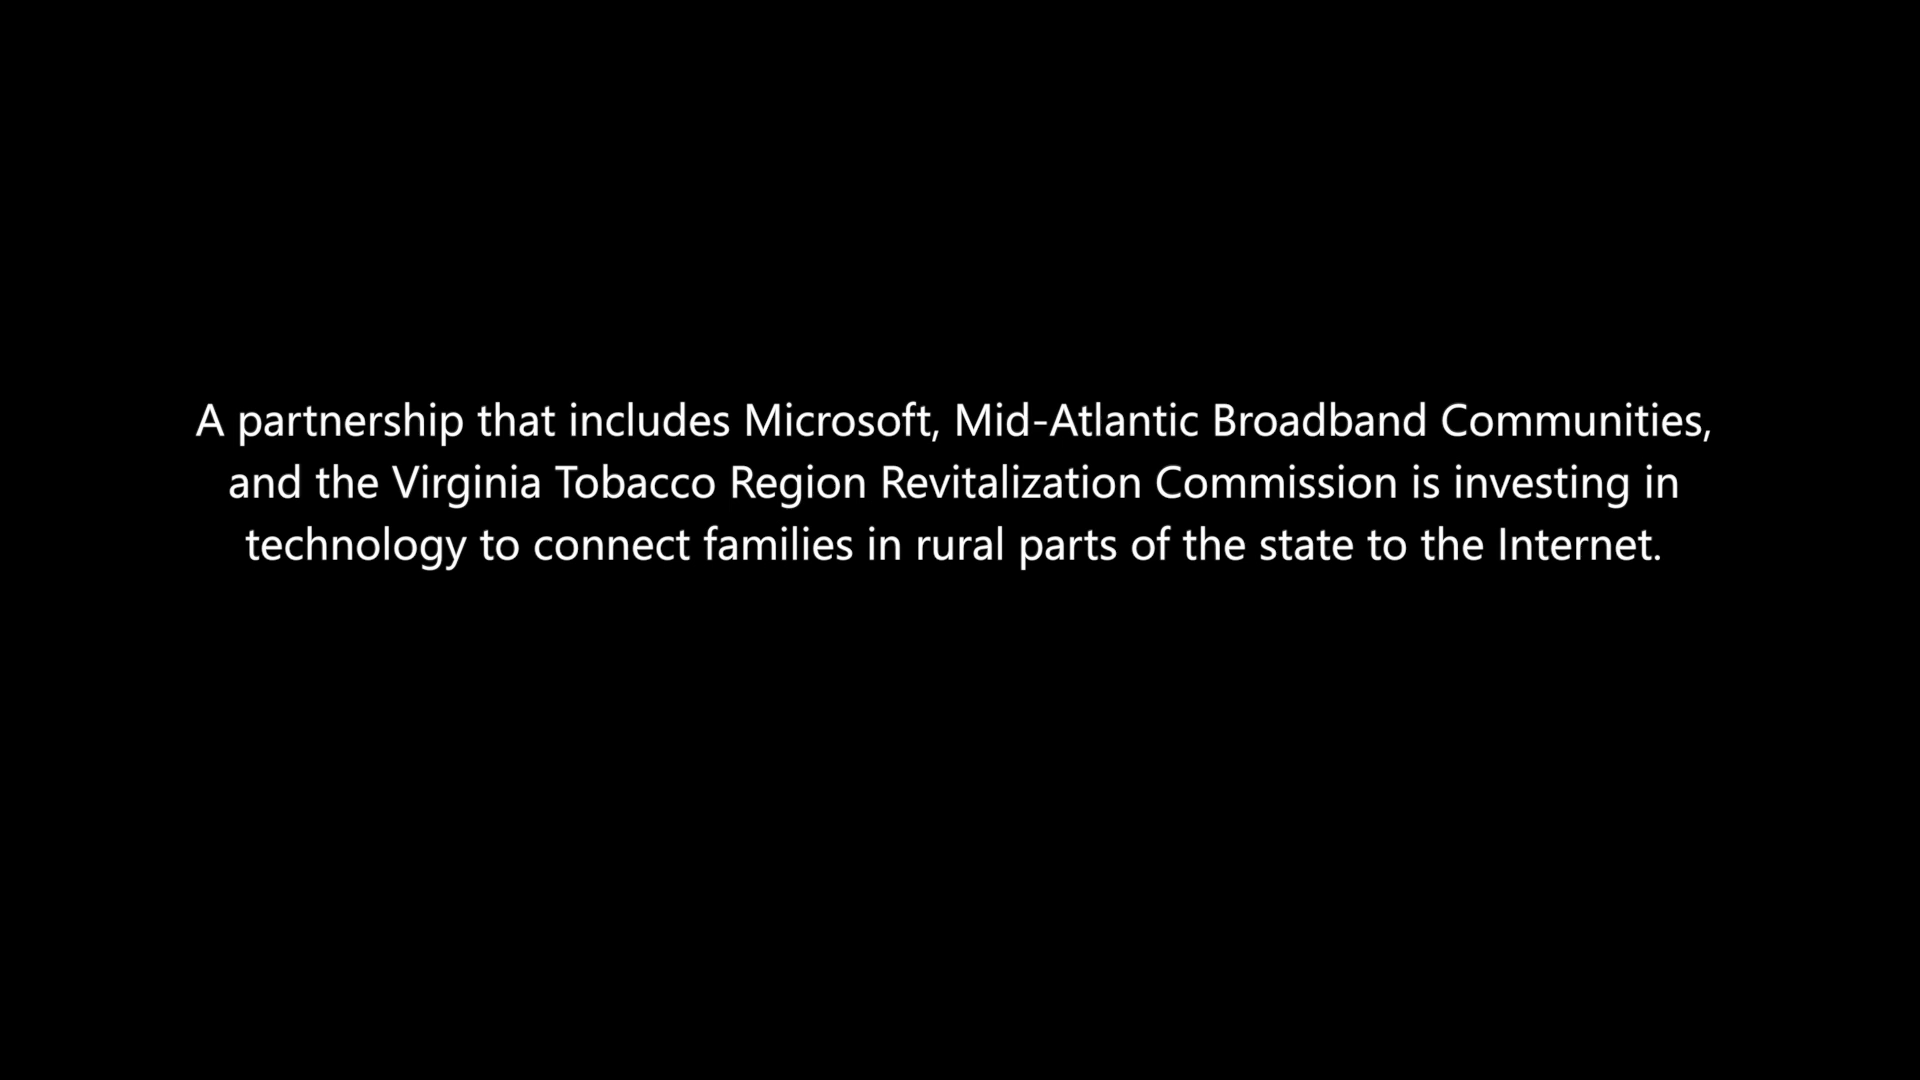 A partnership that includes Microsoft, Mid-Atlantic Broadband Communities,
and the Virginia Tobacco Region Revitalization Commission is investing in
technology to connect families in rural parts of the state to the Internet.